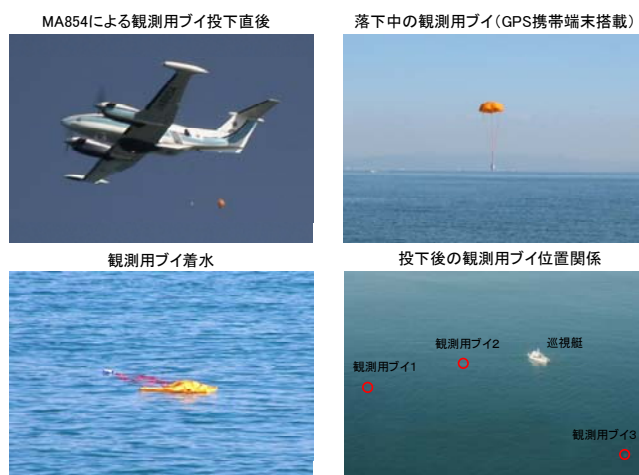 MA854による観測用ブイ投下直後
落下中の観測用ブイ(GPS携帯端末搭載)
観測用ブイ着水
投下後の観測用ブイ位置関係
観測用ブイ1
観測用ブイ2
巡視艇
観測用ブイ3